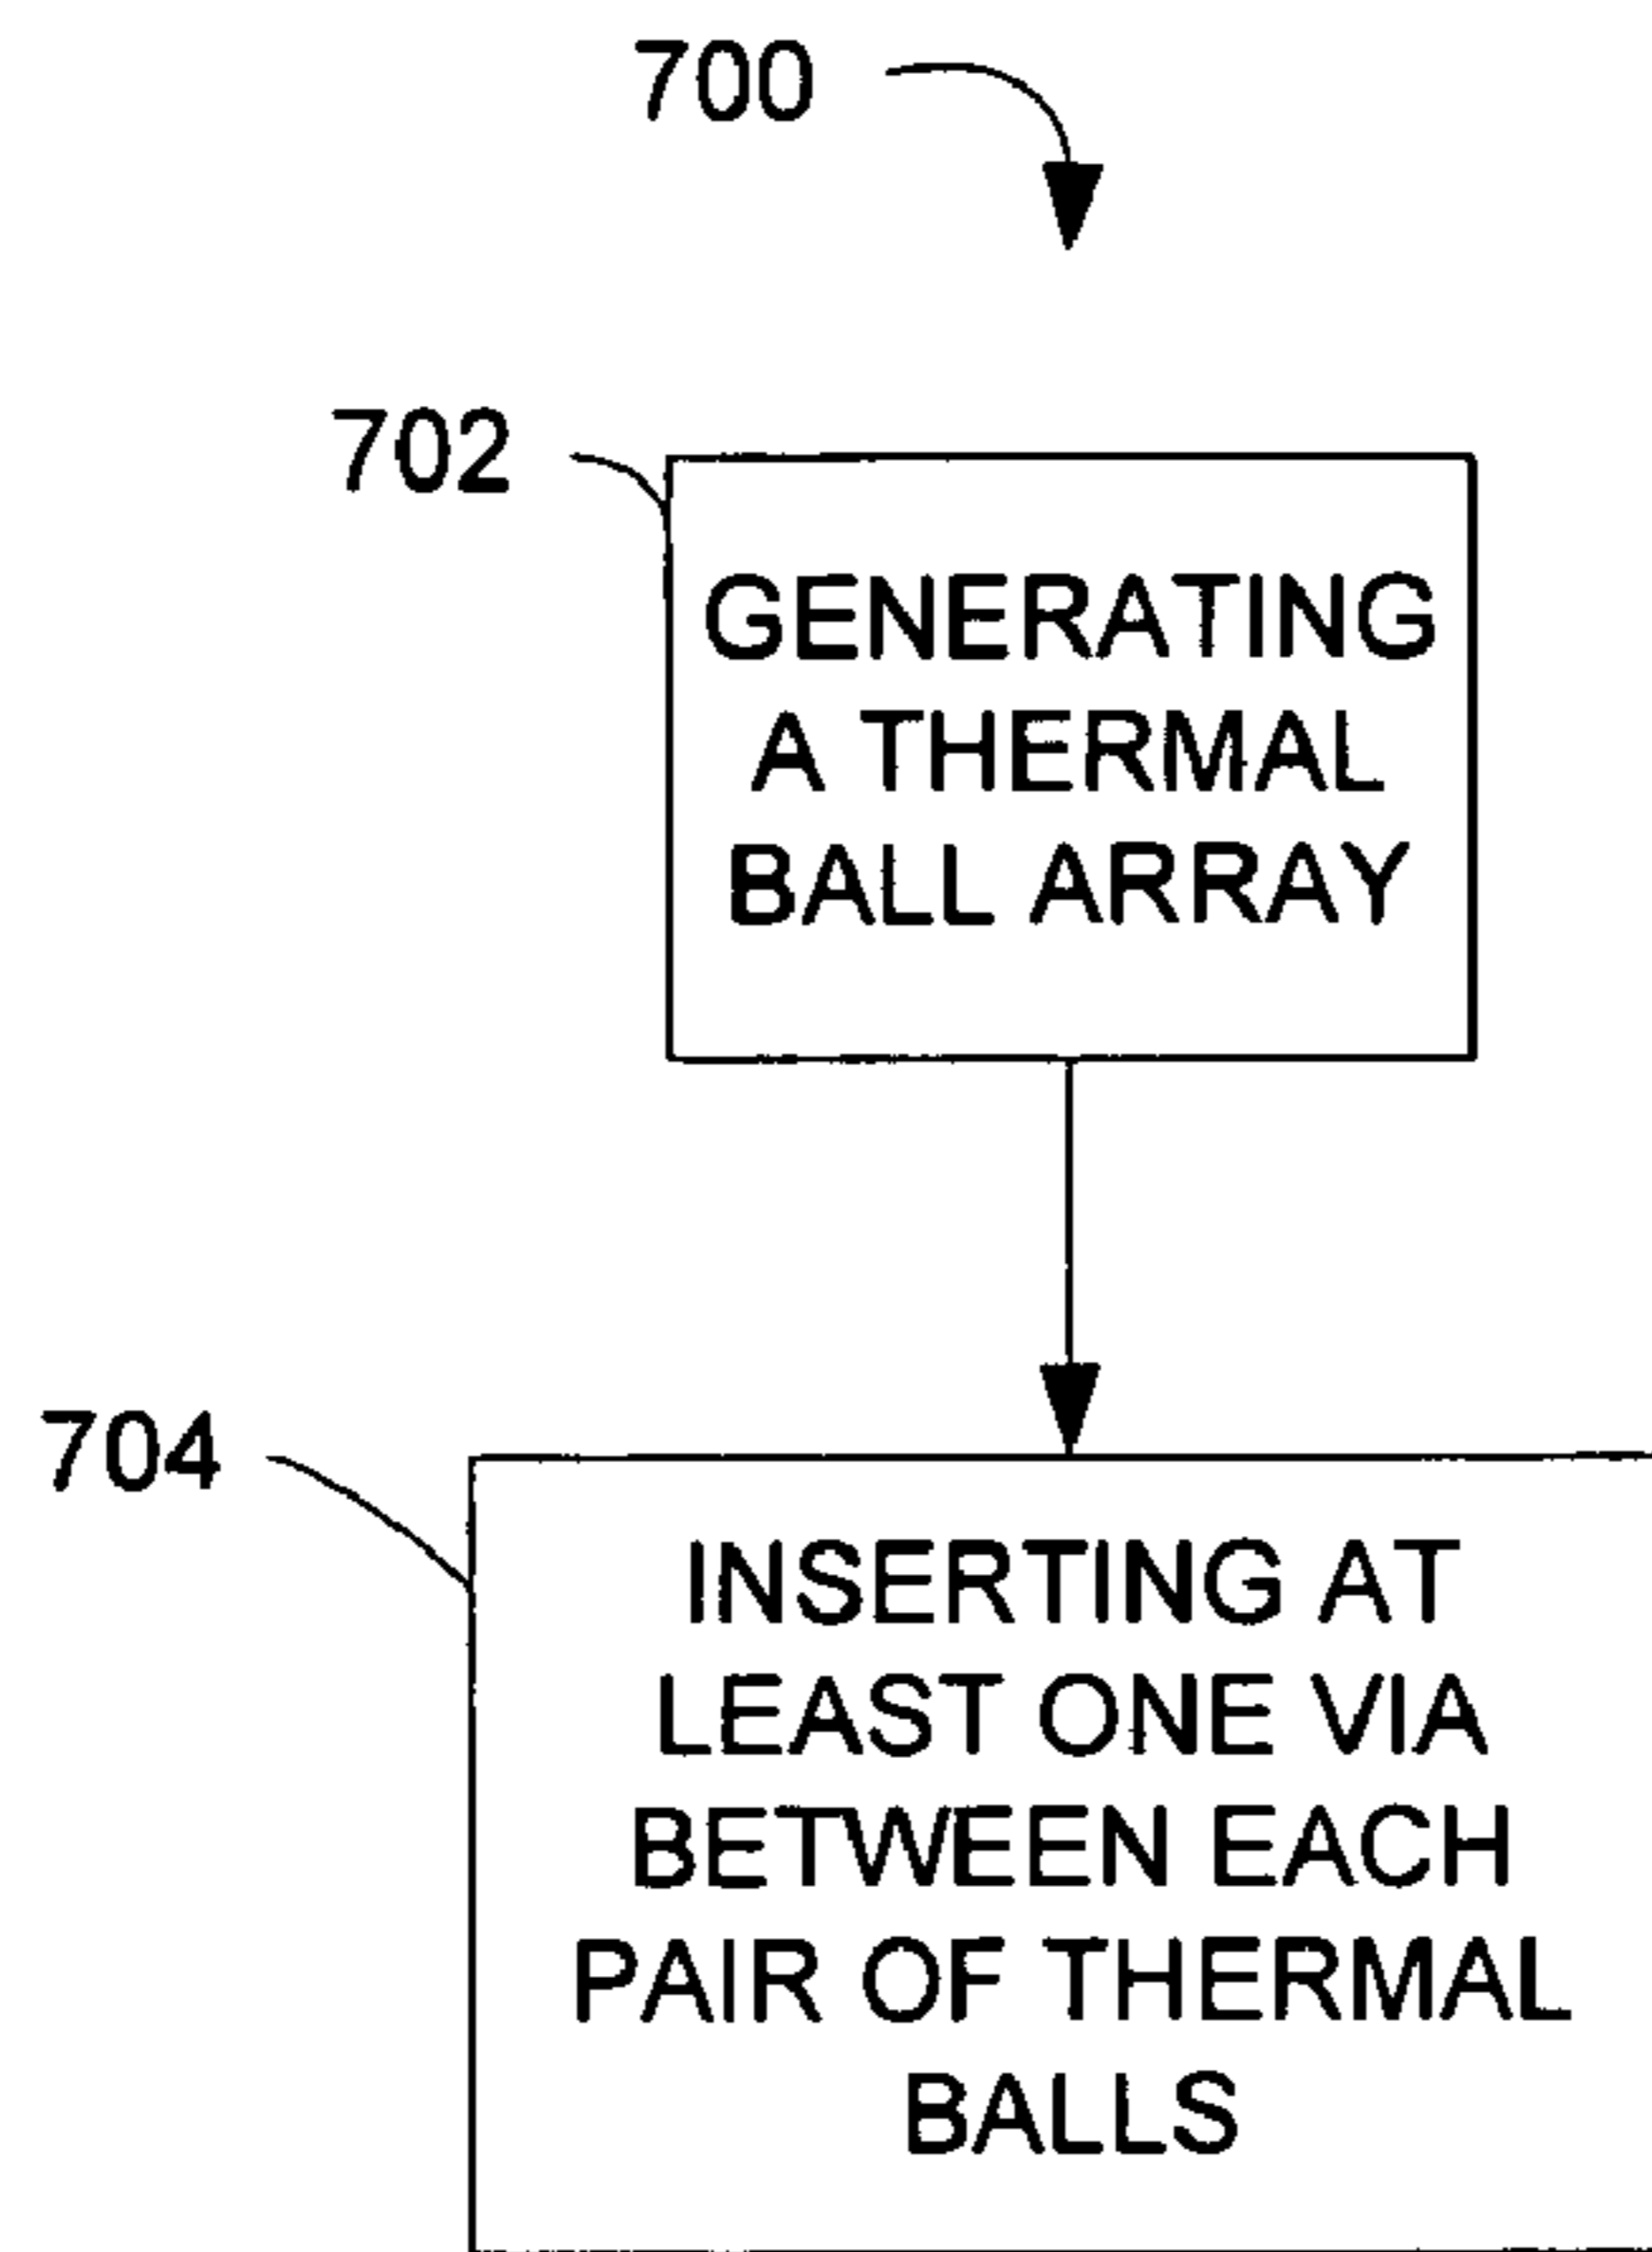 700
702
GENERATING
A THERMAL
BALL ARRAY
704
INSERTING AT
LEAST ONE VIA
BETWEEN EACH
PAIR OF THERMAL
BALLS